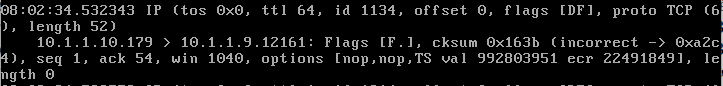 08:02:34.532343 IP (tos 0x0, ttl 64, id 1134, offset 0, flags [DF], proto TCP (6
), length 52)
    10.1.1.10.179 > 10.1.1.9.12161: Flags [F.], cksum 0x163b (incorrect -> 0xa2c
4), seq 1, ack 54, win 1040, options [nop,nop,TS val 992803951 ecr 22491849], le
ngth 0